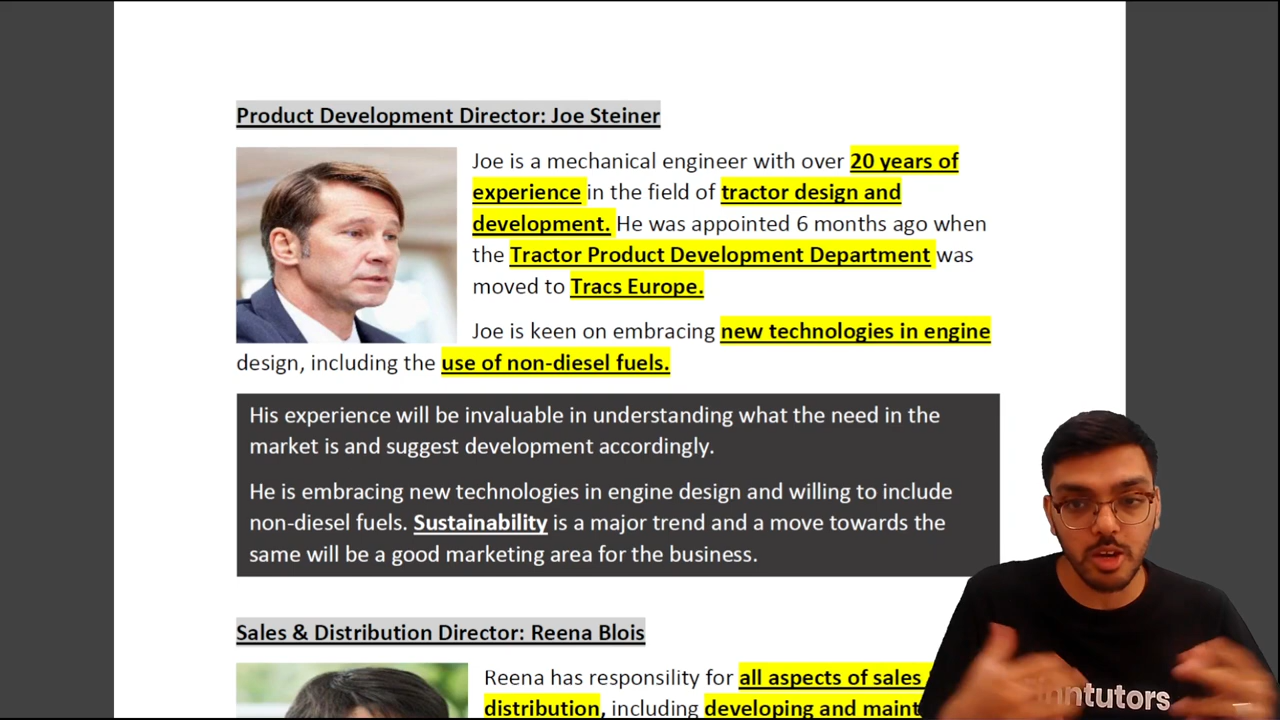 Product Development Director: Joe Steiner
Joe is a mechanical engineer with over 20 years of
experience in the field of tractor design and
development. He was appointed 6 months ago when
the Tractor Product Development Department was
moved to Tracs Europe.
Joe is keen on embracing new technologies in engine
design, including the use of non-diesel fuels.
His experience will be invaluable in understanding what the need in the
market is and suggest development accordingly.
He is embracing new technologies in engine design and willing to include
non-diesel fuels. Sustainability is a major trend and a move towards the
same will be a good marketing area for the business.
Sales & Distribution Director: Reena Blois
Reena has responsility for all aspects of sales
distribution, including developing and maint